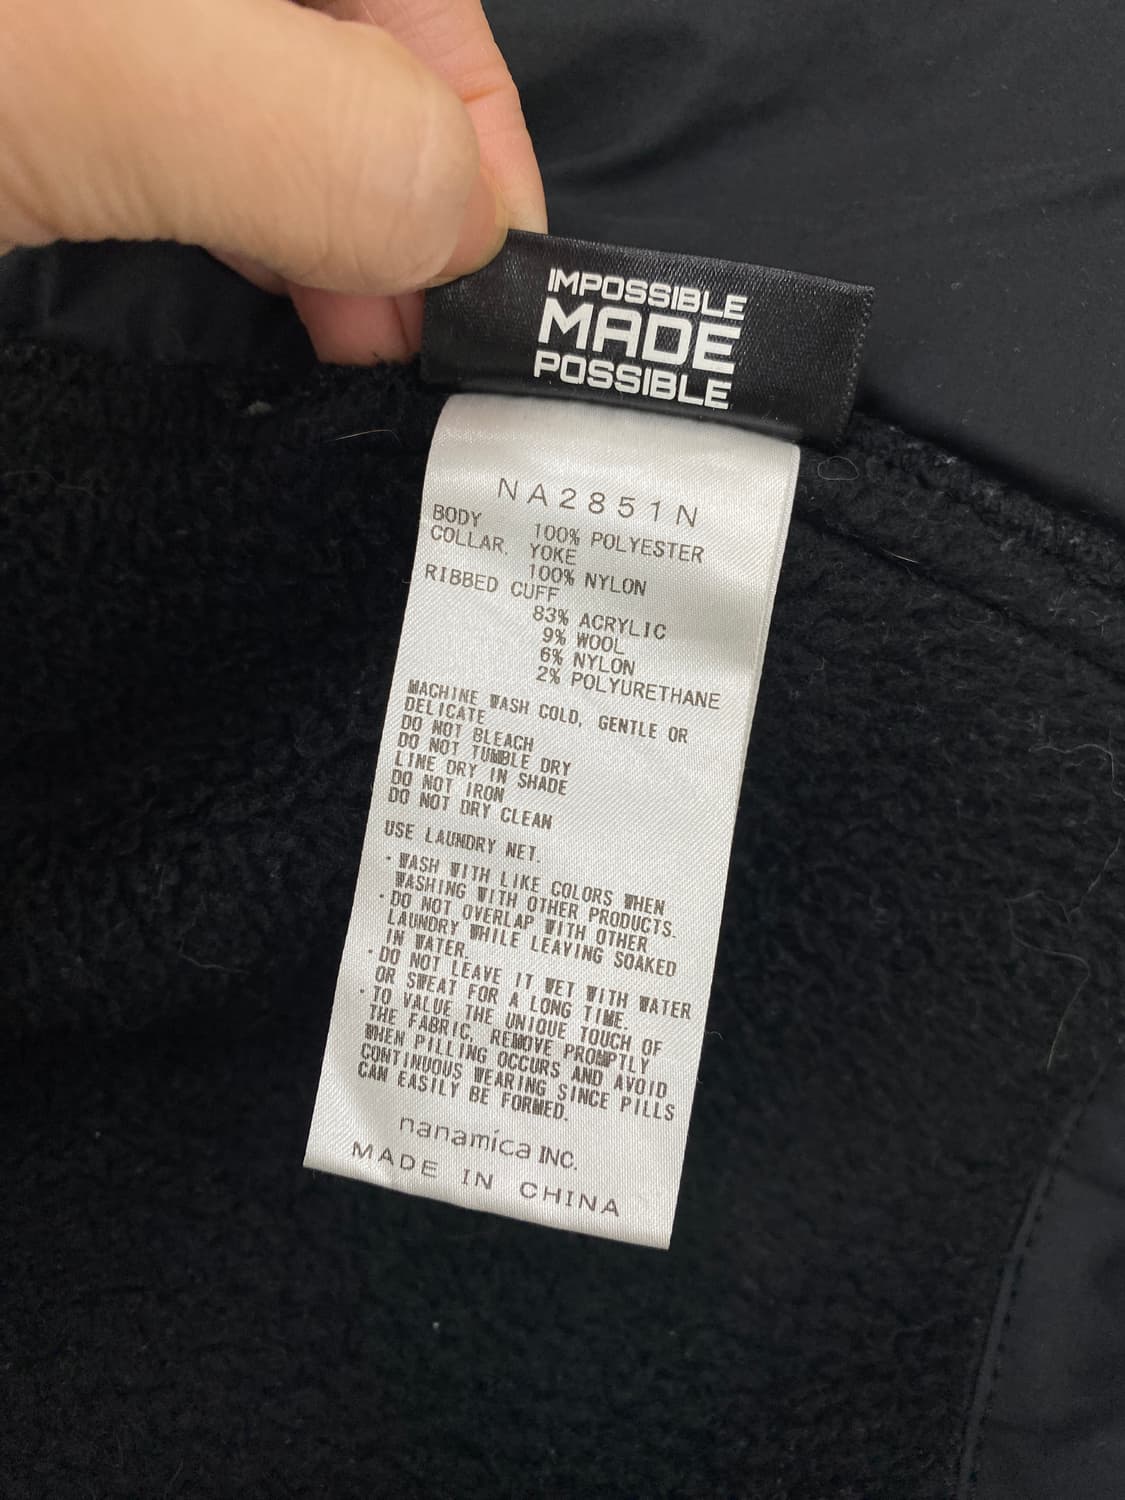 IMPOSSIBLE
MADE
POSSIBLE
NA2851N
BODY 100% POLYESTER
COLLAR. YOKE
100% NYLON
RIBBED CUFF
83% ACRYLIC
9% WOOL
6% NYLON
2% POLYURETHANE
MACHINE WASH COLD, GENTLE OR
DELICATE
DO NOT BLEACH
DO NOT TUMBLE DRY
LINE DRY IN SHADE
DO NOT IRON
DO NOT DRY CLEAN
USE LAUNDRY NET.
・WASH WITH LIKE COLORS WHEN
WASHING WITH OTHER PRODUCTS.
・DO NOT OVERLAP WITH OTHER
LAUNDRY WHILE LEAVING SOAKED
IN WATER.
・DO NOT LEAVE IT WET WITH WATER
OR SWEAT FOR A LONG TIME.
・TO VALUE THE UNIQUE TOUCH OF
THE FABRIC, REMOVE PROMPTLY
WHEN PILLING OCCURS AND AVOID
CONTINUOUS WEARING SINCE PILLS
CAN EASILY BE FORMED.
nanamica INC.
MADE IN CHINA